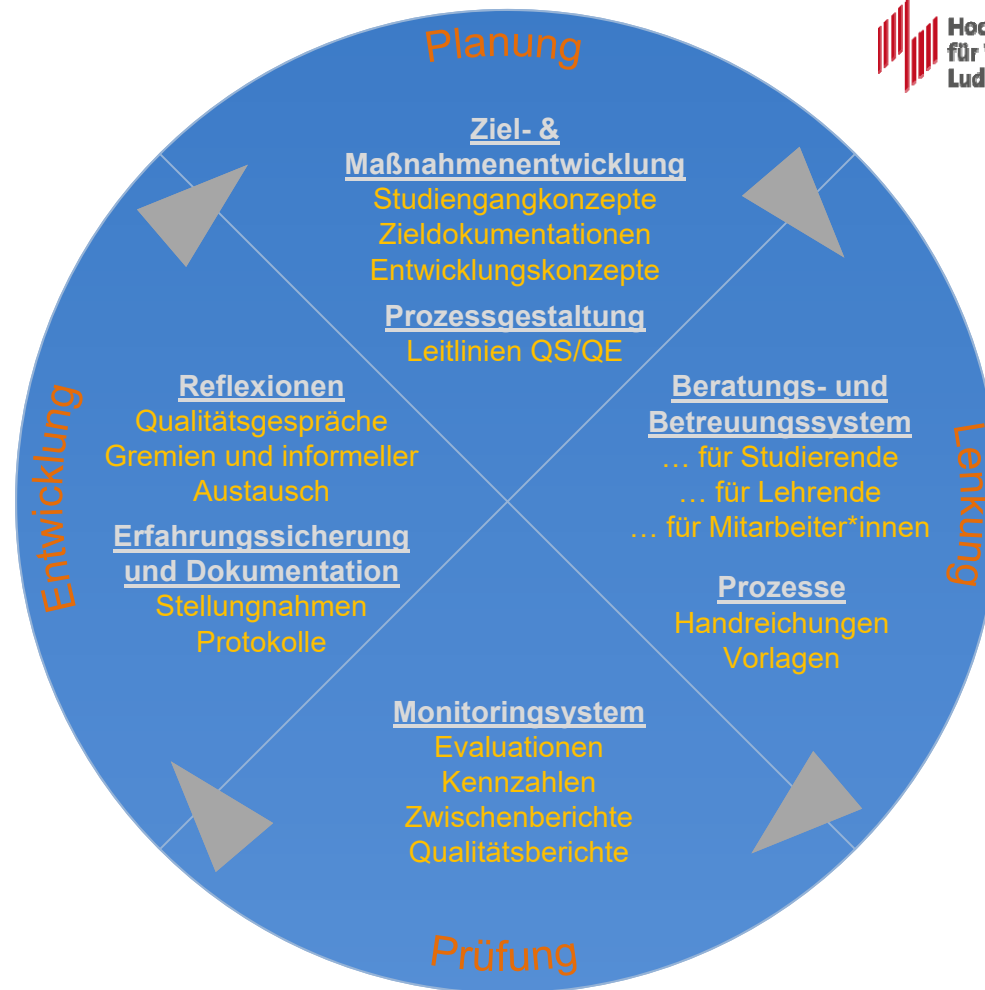 Planung
Ziel- &
Maßnahmenentwicklung
Studiengangkonzepte
Zieldokumentationen
Entwicklungskonzepte
Prozessgestaltung
Leitlinien QS/QE
Lenkung
Beratungs- und
Betreuungssystem
… für Studierende
… für Lehrende
… für Mitarbeiter*innen
Prozesse
Handreichungen
Vorlagen
Prüfung
Monitoringsystem
Evaluationen
Kennzahlen
Zwischenberichte
Qualitätsberichte
Entwicklung
Reflexionen
Qualitätsgespräche
Gremien und informeller
Austausch
Erfahrungssicherung
und Dokumentation
Stellungnahmen
Protokolle
für